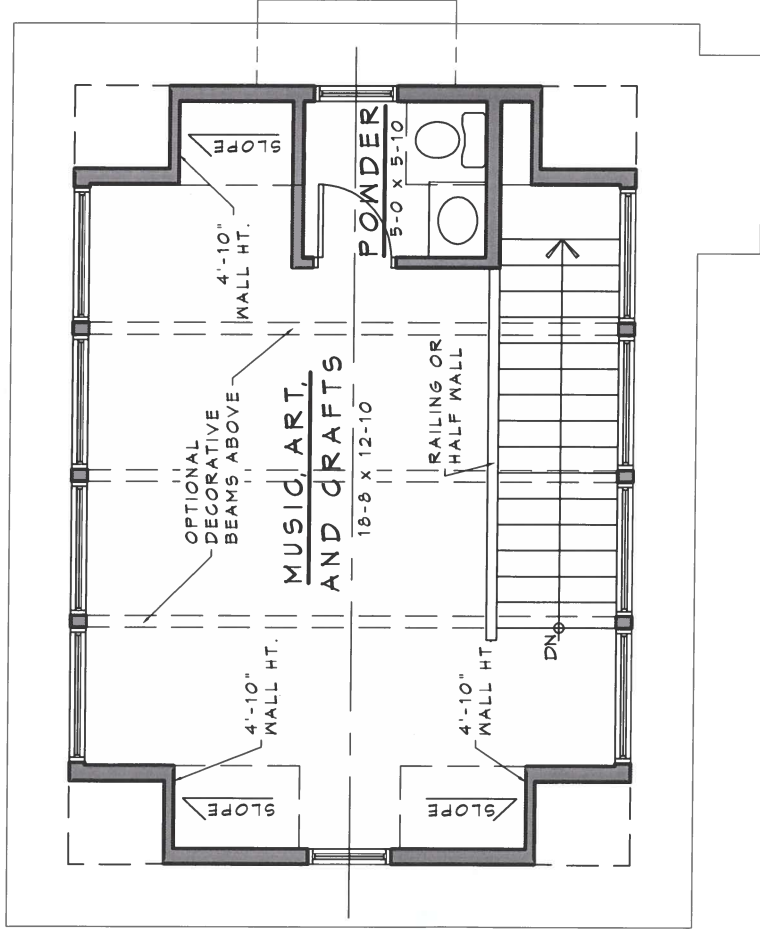 SLOPE
4'-10"
WALL HT.
POWDER
5-0 x 5-10
OPTIONAL
DECORATIVE
BEAMS ABOVE
MUSIC, ART,
AND CRAFTS
18-8 x 12-10
RAILING OR
HALF WALL
DN
4'-10"
WALL HT.
4'-10"
WALL HT.
SLOPE
SLOPE